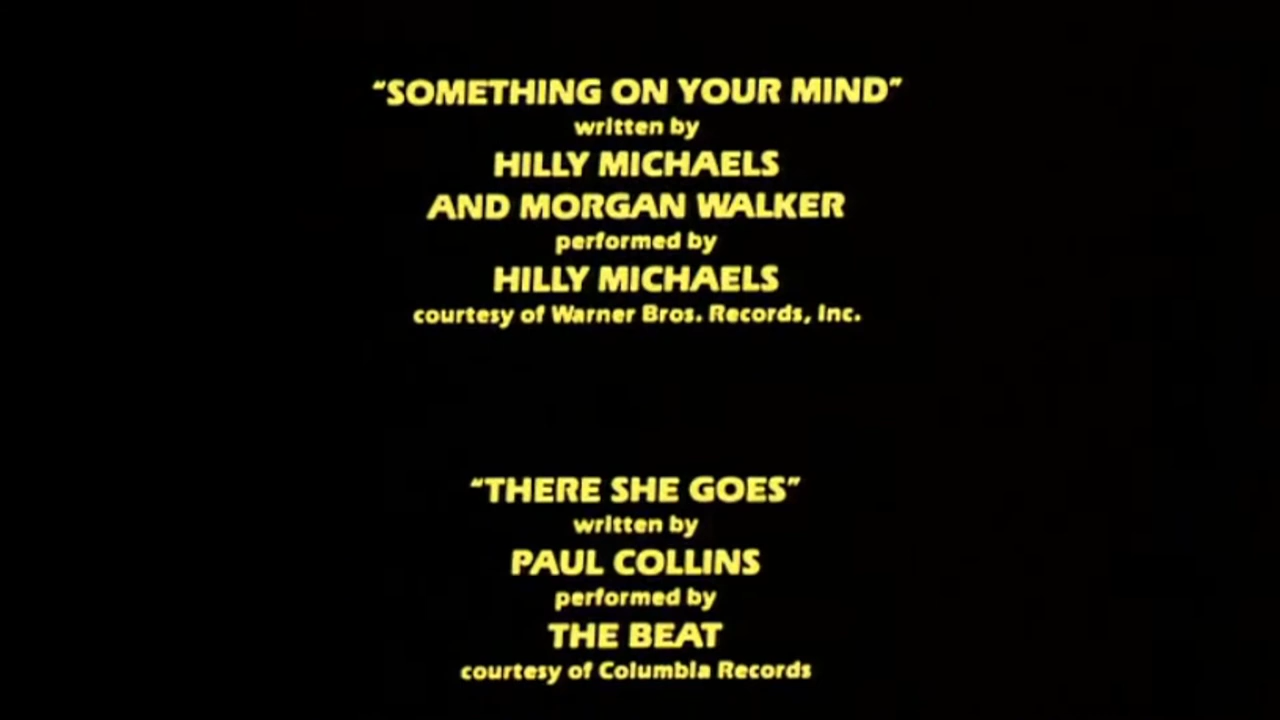 "SOMETHING ON YOUR MIND"
written by
HILLY MICHAELS
AND MORGAN WALKER
performed by
HILLY MICHAELS
courtesy of Warner Bros. Records, Inc.
"THERE SHE GOES"
written by
PAUL COLLINS
performed by
THE BEAT
courtesy of Columbia Records